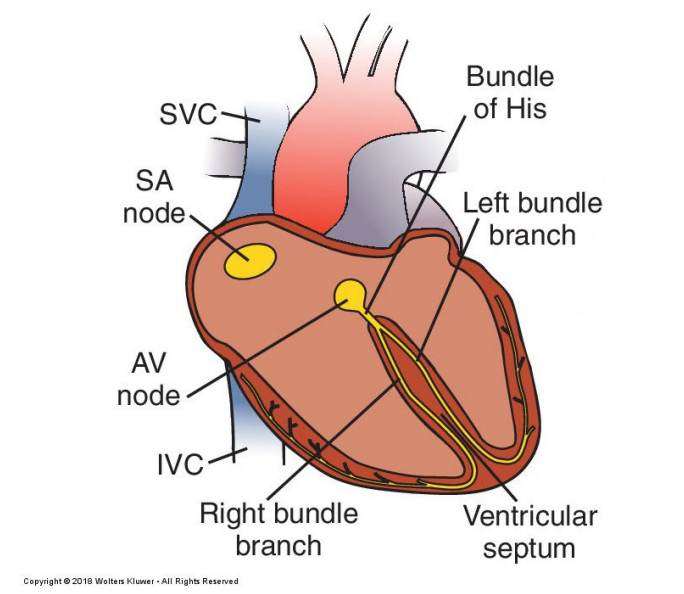 Bundle
of His
SVC
SA
node
Left bundle
branch
AV
node
IVC
Right bundle
branch
Ventricular
septum
Copyright © 2018 Wolters Kluwer • All Rights Reserved